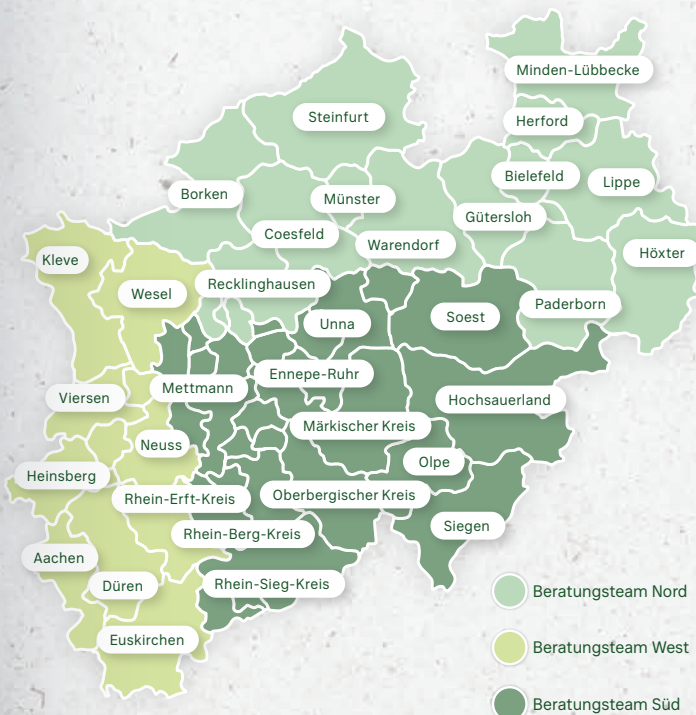 Minden-Lübbecke
Steinfurt
Herford
Bielefeld
Lippe
Borken
Münster
Gütersloh
Coesfeld
Warendorf
Höxter
Kleve
Wesel
Recklinghausen
Paderborn
Unna
Soest
Ennepe-Ruhr
Mettmann
Viersen
Hochsauerland
Märkischer Kreis
Neuss
Olpe
Heinsberg
Rhein-Erft-Kreis
Oberbergischer Kreis
Siegen
Rhein-Berg-Kreis
Aachen
Düren
Rhein-Sieg-Kreis
Euskirchen
Beratungsteam Nord
Beratungsteam West
Beratungsteam Süd